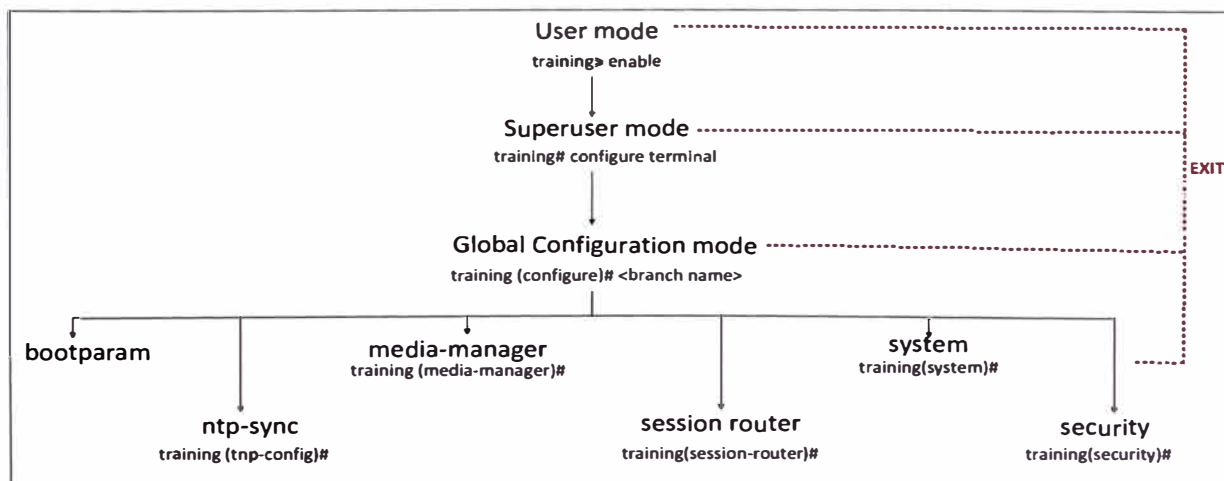 User mode
training> enable
Superuser mode
training# configure terminal
EXIT
Global Configuration mode
training (configure)# <branch name>
bootparam
media-manager
training (media-manager)#
system
training(system)#
ntp-sync
training (tnp-config)#
session router
training(session-router)#
security
training(security)#